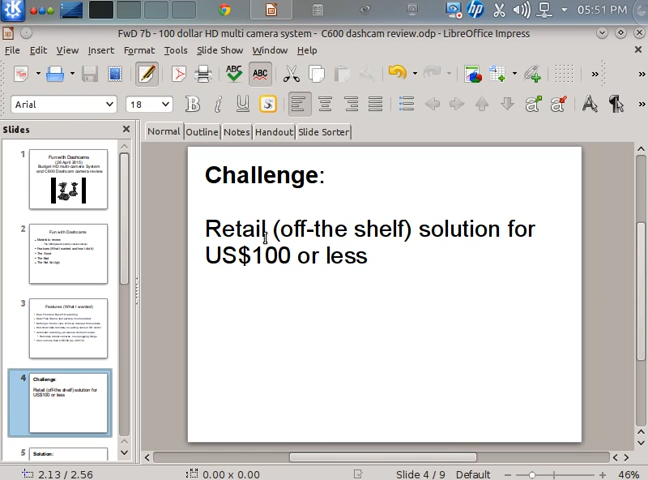 05:51 PM
FwD 7b - 100 dollar HD multi camera system - C600 dashcam review.odp - LibreOffice Impress
File Edit View Insert Format Tools Slide Show Window Help
Arial 18
Slides
Normal Outline Notes Handout Slide Sorter
1
Fun with Dashcams
(26 April 2015)
Budget HD multi-camera System
and C600 Dashcam review
2
Fun with Dashcams
3
Features (What I wanted)
4
Challenge:
Retail (off-the shelf) solution for
US$100 or less
5
Solution:
Challenge:
Retail (off-the shelf) solution for
US$100 or less
2.13 / 2.56 0.00 x 0.00 Slide 4 / 9 Default 46%